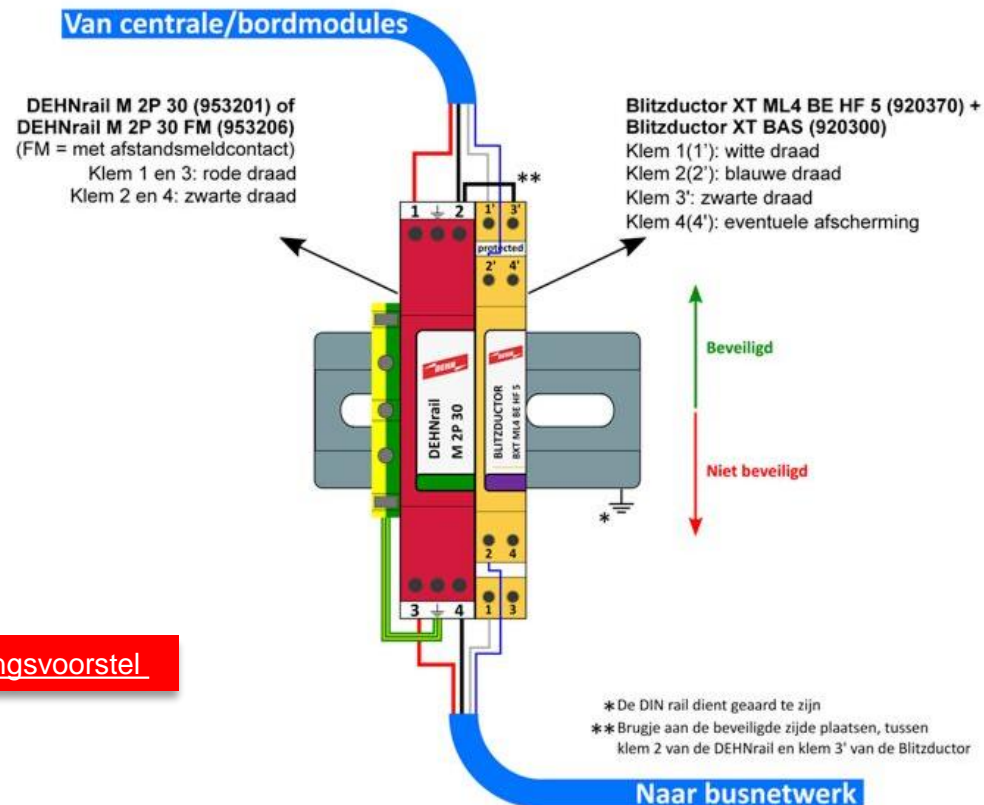 Van centrale/bordmodules
DEHNrail M 2P 30 (953201) of
DEHNrail M 2P 30 FM (953206)
(FM = met afstandsmeldcontact)
Klem 1 en 3: rode draad
Klem 2 en 4: zwarte draad
Blitzductor XT ML4 BE HF 5 (920370) +
Blitzductor XT BAS (920300)
Klem 1(1'): witte draad
Klem 2(2'): blauwe draad
Klem 3': zwarte draad
Klem 4(4'): eventuele afscherming
**
1 2 1' 3'
protected
2' 4'
Beveiligd
DEHN
DEHNrail
M 2P 30
DEHN
BLITZDUCTOR
BXT ML4 BE HF 5
Niet beveiligd
*
2 4
3 4 1 3
ngsvoorstel
* De DIN rail dient geaard te zijn
** Brugje aan de beveiligde zijde plaatsen, tussen
klem 2 van de DEHNrail en klem 3' van de Blitzductor
Naar busnetwerk